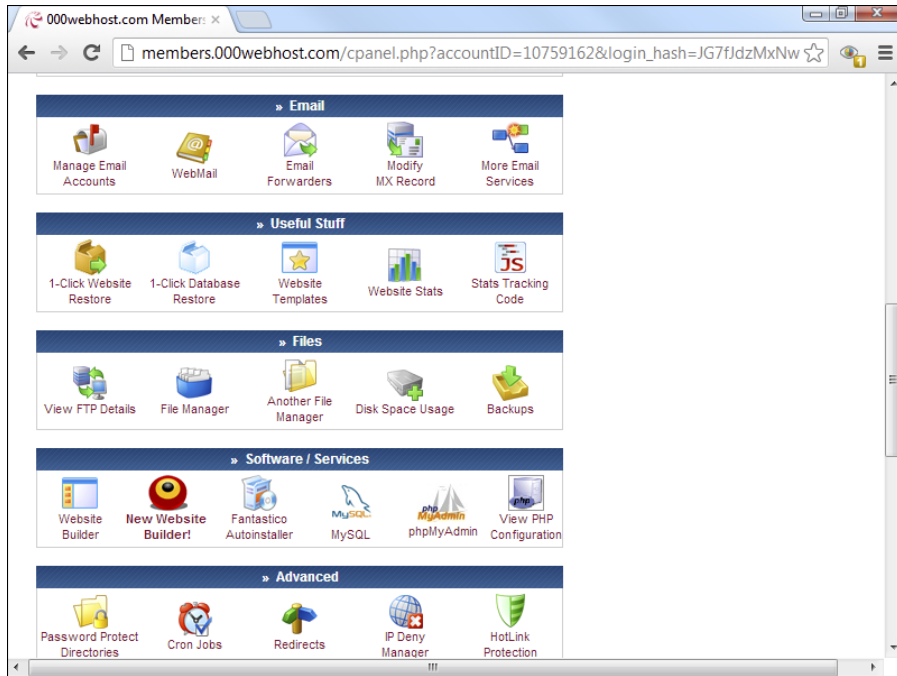 000webhost.com Member
members.000webhost.com/cpanel.php?accountID=10759162&login_hash=JG7fJdzMxNw
1
» Email
Manage Email
Accounts
WebMail
Email
Forwarders
Modify
MX Record
More Email
Services
» Useful Stuff
1-Click Website
Restore
1-Click Database
Restore
Website
Templates
Website Stats
JS
Stats Tracking
Code
» Files
View FTP Details
File Manager
Another File
Manager
Disk Space Usage
Backups
» Software / Services
Website
Builder
New Website
Builder!
Fantastico
Autoinstaller
MySQL
MySQL
php
MyAdmin
phpMyAdmin
php
View PHP
Configuration
» Advanced
Password Protect
Directories
Cron Jobs
Redirects
IP Deny
Manager
HotLink
Protection